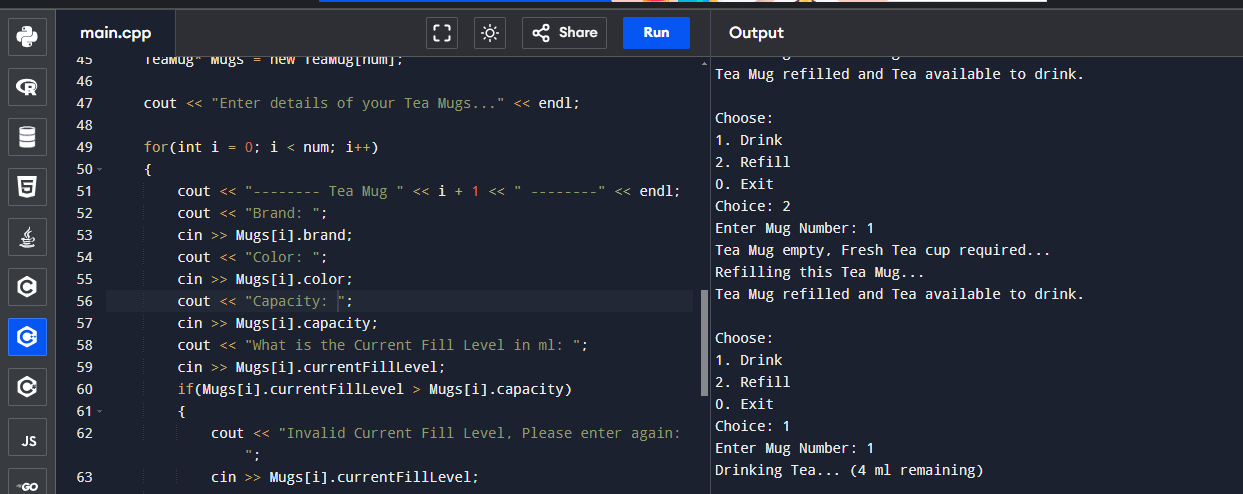 main.cpp
Share
Run
Output
45 TeaMug* Mugs = new TeaMug[num];
46
47 cout << "Enter details of your Tea Mugs..." << endl;
48
49 for(int i = 0; i < num; i++)
50 {
51 cout << "-------- Tea Mug " << i + 1 << " --------" << endl;
52 cout << "Brand: ";
53 cin >> Mugs[i].brand;
54 cout << "Color: ";
55 cin >> Mugs[i].color;
56 cout << "Capacity: ";
57 cin >> Mugs[i].capacity;
58 cout << "What is the Current Fill Level in ml: ";
59 cin >> Mugs[i].currentFillLevel;
60 if(Mugs[i].currentFillLevel > Mugs[i].capacity)
61 {
62 cout << "Invalid Current Fill Level, Please enter again:
";
63 cin >> Mugs[i].currentFillLevel;
Tea Mug refilled and Tea available to drink.
Choose:
1. Drink
2. Refill
0. Exit
Choice: 2
Enter Mug Number: 1
Tea Mug empty, Fresh Tea cup required...
Refilling this Tea Mug...
Tea Mug refilled and Tea available to drink.
Choose:
1. Drink
2. Refill
0. Exit
Choice: 1
Enter Mug Number: 1
Drinking Tea... (4 ml remaining)
JS
GO